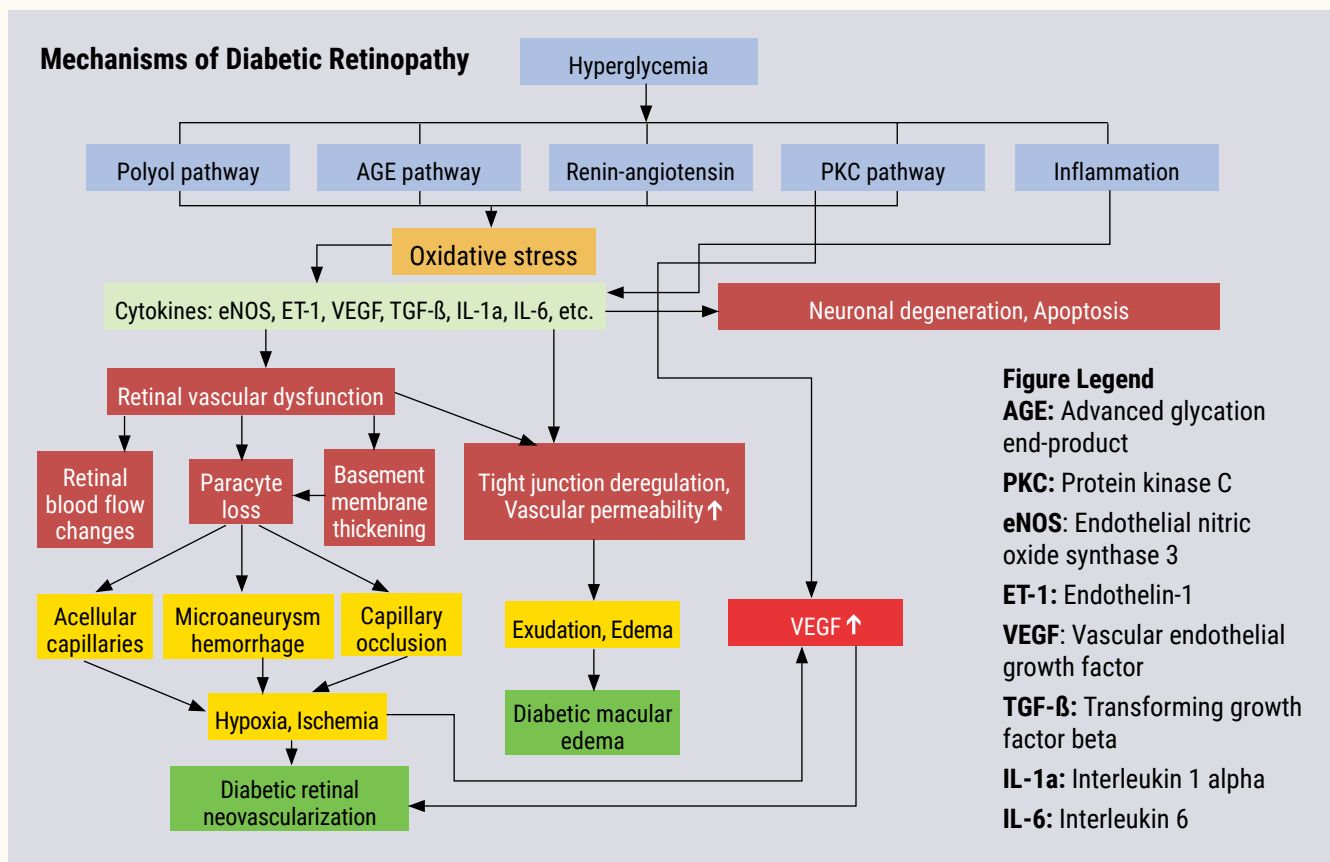 Mechanisms of Diabetic Retinopathy
Hyperglycemia
Polyol pathway
AGE pathway
Renin-angiotensin
PKC pathway
Inflammation
Oxidative stress
Cytokines: eNOS, ET-1, VEGF, TGF-ß, IL-1a, IL-6, etc.
Neuronal degeneration, Apoptosis
Retinal vascular dysfunction
Retinal
blood flow
changes
Paracyte
loss
Basement
membrane
thickening
Tight junction deregulation,
Vascular permeability ↑
Acellular
capillaries
Microaneurysm
hemorrhage
Capillary
occlusion
Exudation, Edema
VEGF ↑
Hypoxia, Ischemia
Diabetic macular
edema
Diabetic retinal
neovascularization
Figure Legend
AGE: Advanced glycation
end-product
PKC: Protein kinase C
eNOS: Endothelial nitric
oxide synthase 3
ET-1: Endothelin-1
VEGF: Vascular endothelial
growth factor
TGF-ß: Transforming growth
factor beta
IL-1a: Interleukin 1 alpha
IL-6: Interleukin 6